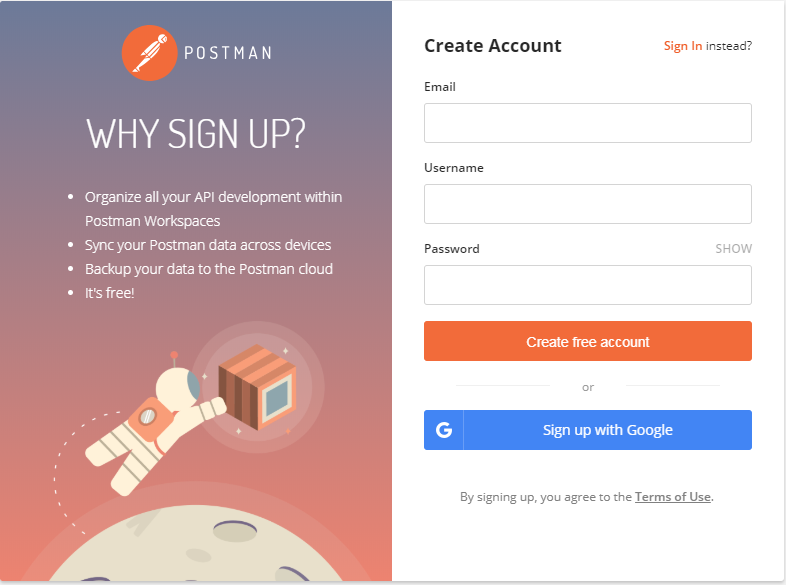 POSTMAN
WHY SIGN UP?
Organize all your API development within
Postman Workspaces
Sync your Postman data across devices
Backup your data to the Postman cloud
It's free!
Create Account
Sign In instead?
Email
Username
Password
SHOW
Create free account
or
G
Sign up with Google
By signing up, you agree to the Terms of Use.